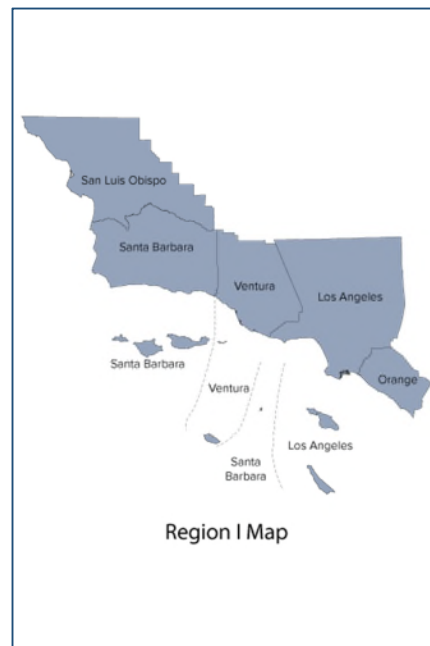 San Luis Obispo
Santa Barbara
Ventura
Los Angeles
Orange
Santa Barbara
Ventura
Los Angeles
Santa
Barbara
Region I Map